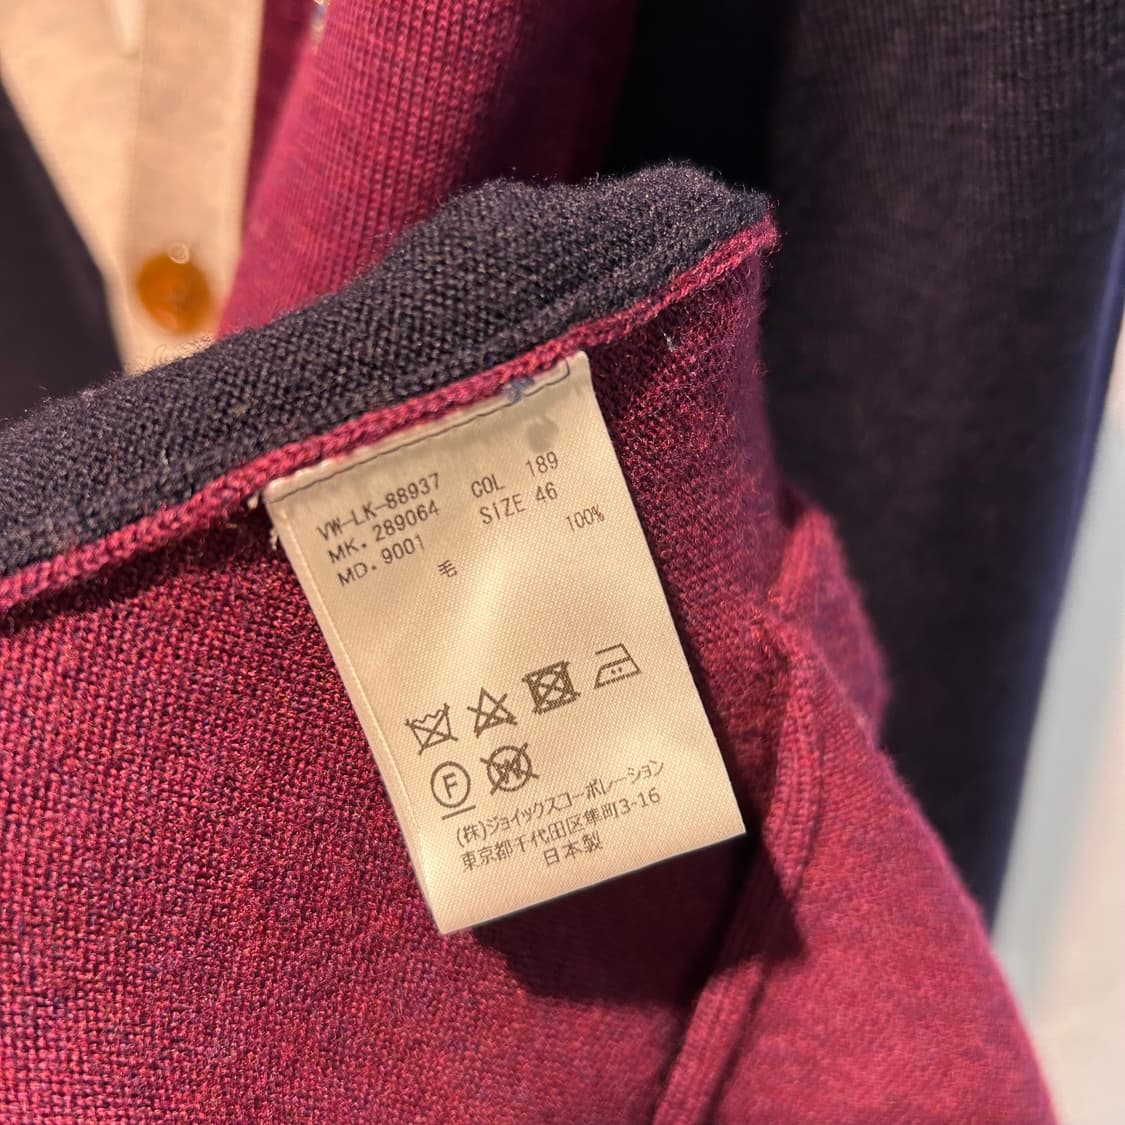 VW-LK-88937 COL 189
MK. 289064 SIZE 46
MD. 9001
毛 100%
F
W
(株)ジョイックスコーポレーション
東京都千代田区隼町3-16
日本製